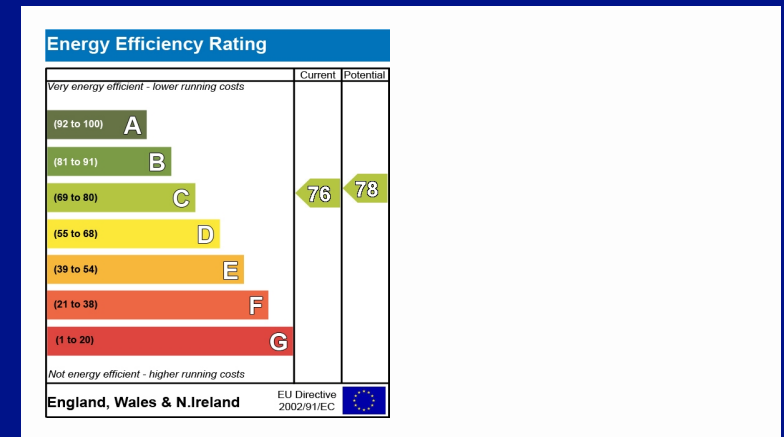 Energy Efficiency Rating
Current Potential
Very energy efficient - lower running costs
(92 to 100) A
(81 to 91) B
(69 to 80) C
76 78
(55 to 68) D
(39 to 54) E
(21 to 38) F
(1 to 20) G
Not energy efficient - higher running costs
England, Wales & N.Ireland
EU Directive
2002/91/EC